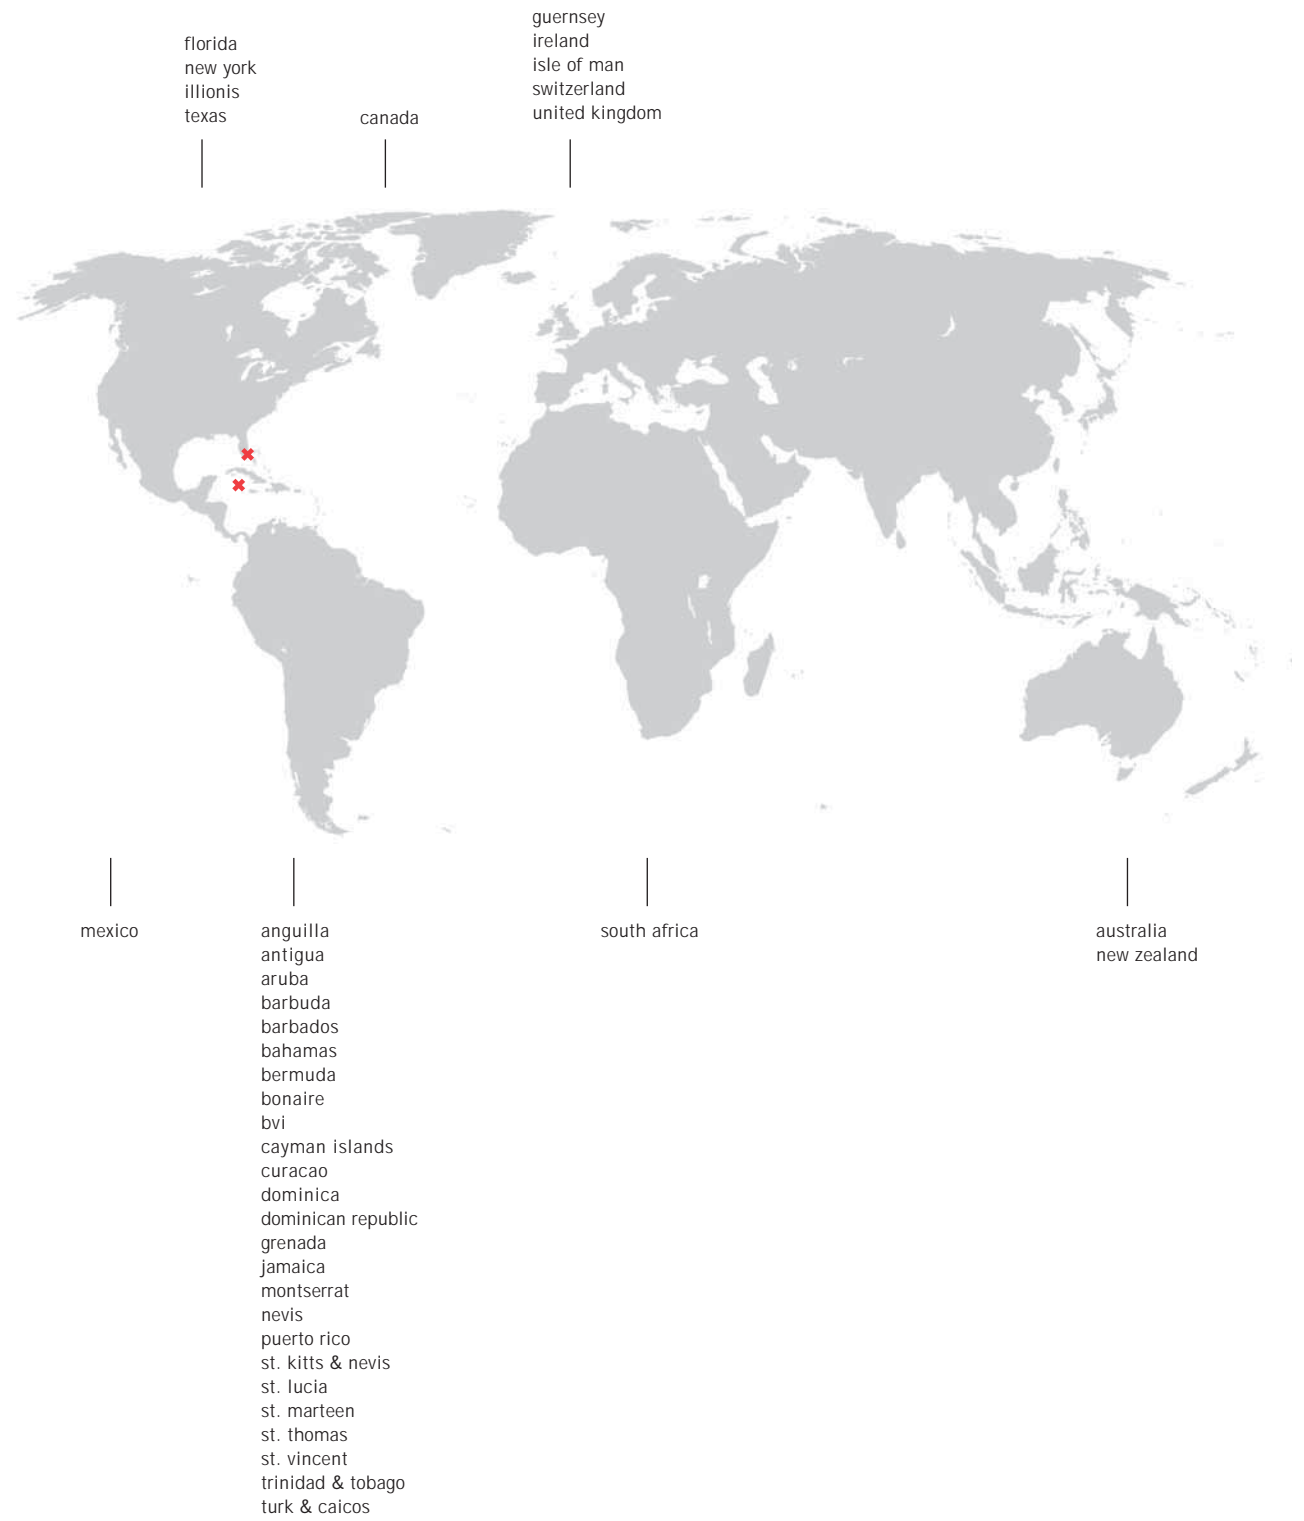 florida
new york
illionis
texas
canada
guernsey
ireland
isle of man
switzerland
united kingdom
mexico
anguilla
antigua
aruba
barbuda
barbados
bahamas
bermuda
bonaire
bvi
cayman islands
curacao
dominica
dominican republic
grenada
jamaica
montserrat
nevis
puerto rico
st. kitts & nevis
st. lucia
st. marteen
st. thomas
st. vincent
trinidad & tobago
turk & caicos
south africa
australia
new zealand